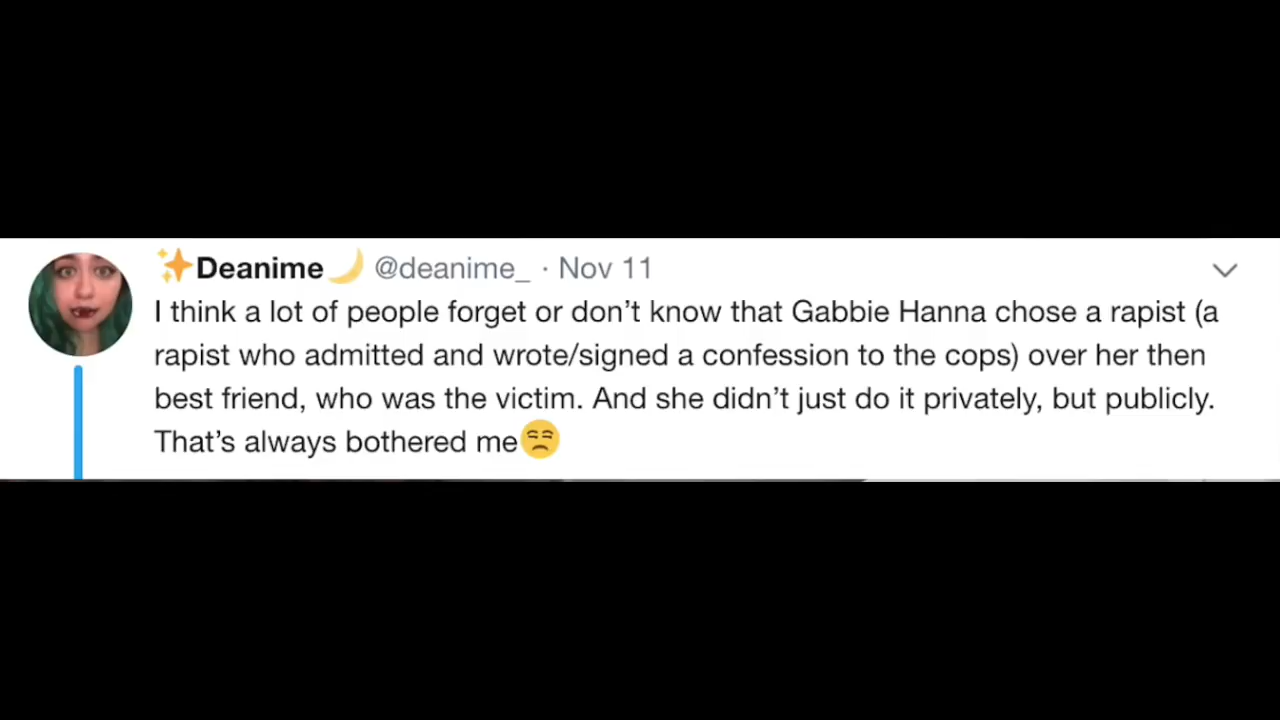 ✨Deanime🌙 @deanime_ · Nov 11
I think a lot of people forget or don’t know that Gabbie Hanna chose a rapist (a
rapist who admitted and wrote/signed a confession to the cops) over her then
best friend, who was the victim. And she didn’t just do it privately, but publicly.
That’s always bothered me😒